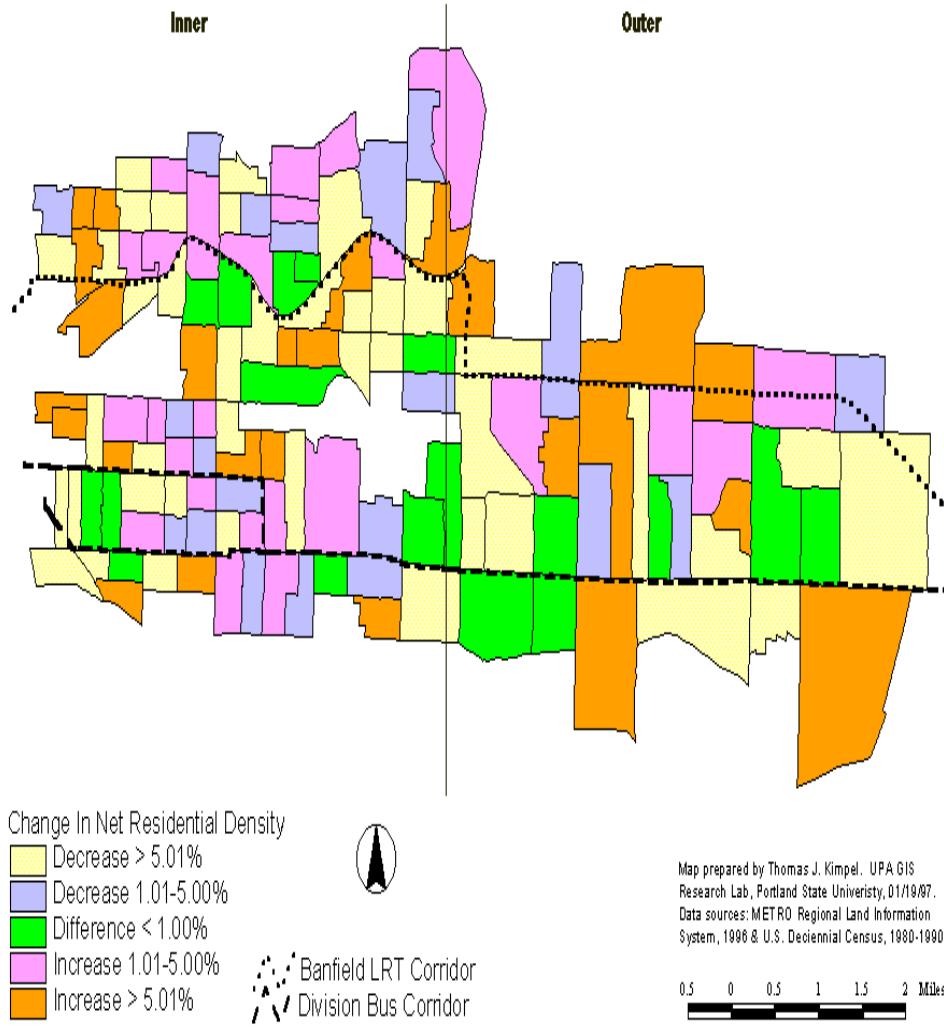 Inner Outer
Change In Net Residential Density
Decrease > 5.01%
Decrease 1.01-5.00%
Difference < 1.00%
Increase 1.01-5.00%
Increase > 5.01%
Banfield LRT Corridor
Division Bus Corridor
Map prepared by Thomas J. Kimpel. UPA GIS
Research Lab, Portland State Univeristy, 01/19/97.
Data sources: METRO Regional Land Information
System, 1996 & U.S. Deciennial Census, 1980-1990
0.5 0 0.5 1 1.5 2 Miles